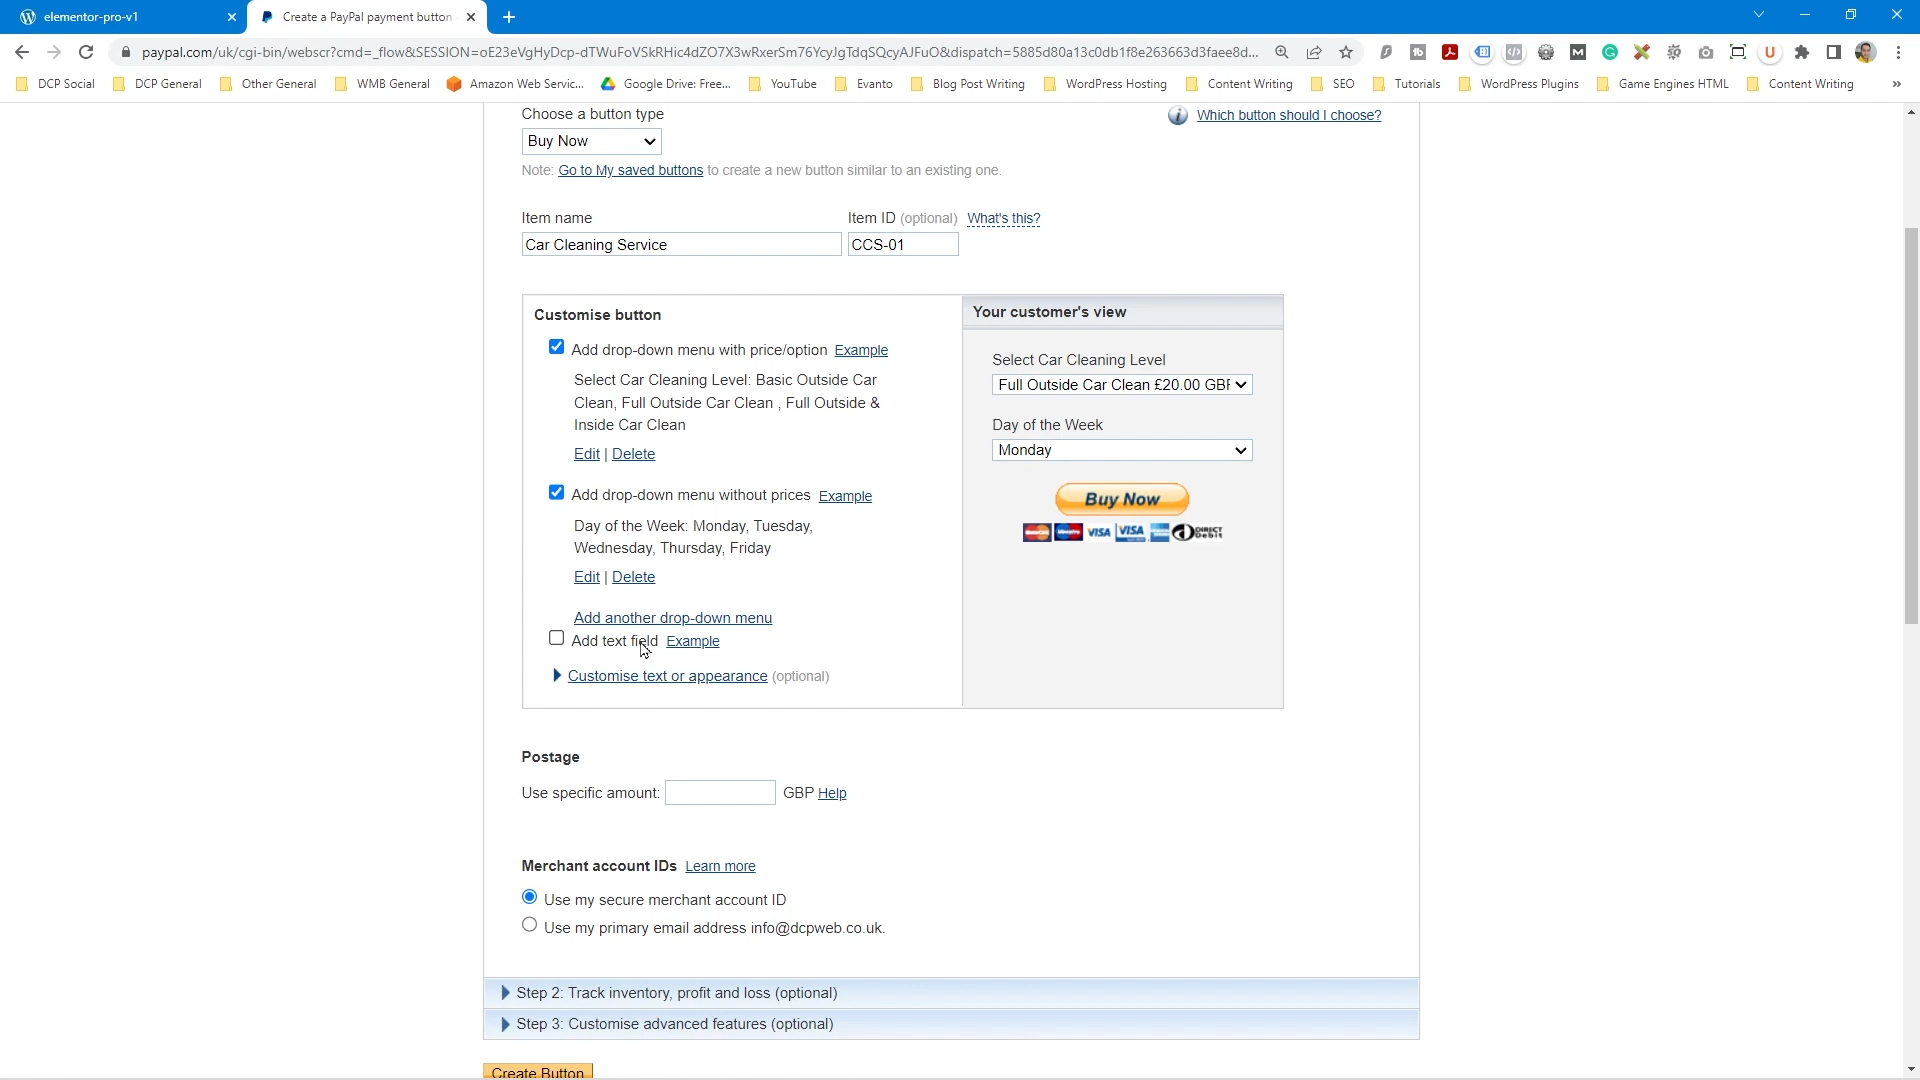 elementor-pro-v1
Create a PayPal payment button
paypal.com/uk/cgi-bin/webscr?cmd=_flow&SESSION=oE23eVgHyDcp-dTWuFoVSkRHic4dZO7X3wRxerSm76YcyJgTdqSQcyAJFuO&dispatch=5885d80a13c0db1f8e263663d3faee8d...
DCP Social
DCP General
Other General
WMB General
Amazon Web Servic...
Google Drive: Free...
YouTube
Evanto
Blog Post Writing
WordPress Hosting
Content Writing
SEO
Tutorials
WordPress Plugins
Game Engines HTML
Content Writing
»
Choose a button type
Which button should I choose?
Buy Now
Note: Go to My saved buttons to create a new button similar to an existing one.
Item name
Item ID (optional) What's this?
Car Cleaning Service
CCS-01
Customise button
Your customer's view
Add drop-down menu with price/option Example
Select Car Cleaning Level: Basic Outside Car
Clean, Full Outside Car Clean , Full Outside &
Inside Car Clean
Edit | Delete
Select Car Cleaning Level
Full Outside Car Clean £20.00 GBP
Day of the Week
Monday
Add drop-down menu without prices Example
Day of the Week: Monday, Tuesday,
Wednesday, Thursday, Friday
Edit | Delete
Buy Now
VISA
VISA
DIRECT
Debit
Add another drop-down menu
Add text field Example
Customise text or appearance (optional)
Postage
Use specific amount:
GBP Help
Merchant account IDs Learn more
Use my secure merchant account ID
Use my primary email address info@dcpweb.co.uk.
Step 2: Track inventory, profit and loss (optional)
Step 3: Customise advanced features (optional)
Create Button